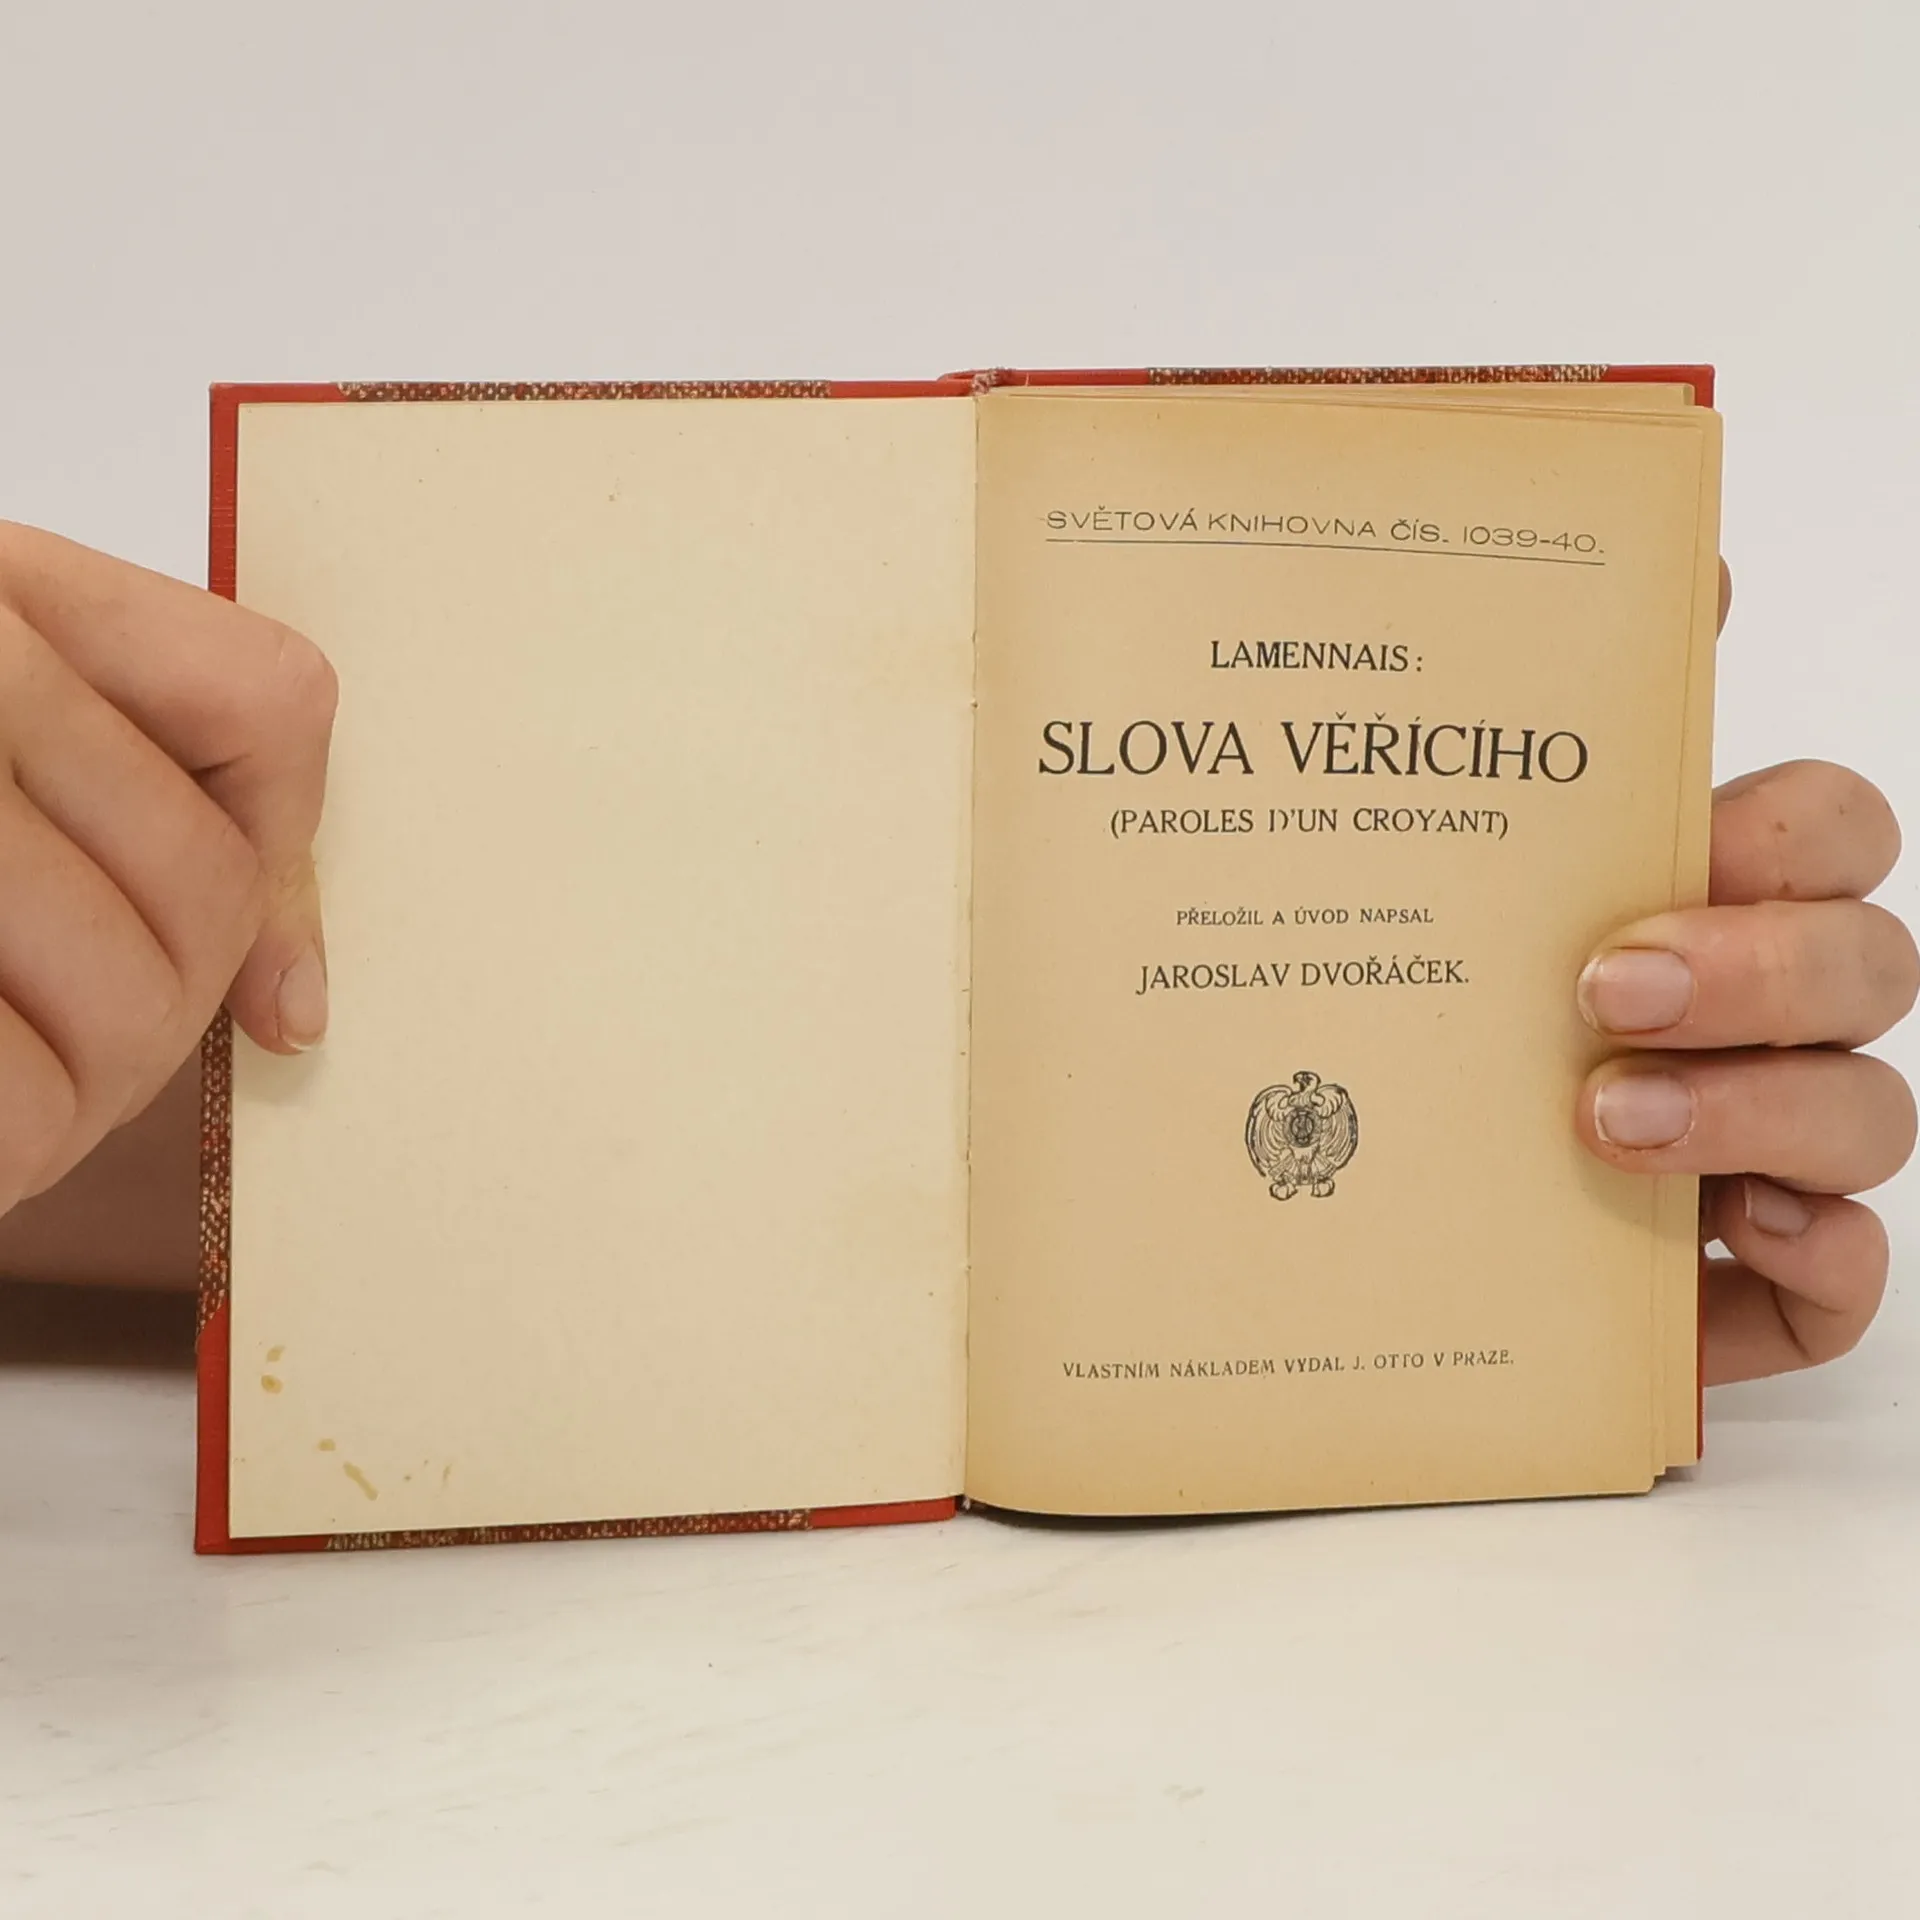 SVĚTOVÁ KNIHOVNA ČÍS. 1039-40.
LAMENNAIS:
SLOVA VĚŘÍCÍHO
(PAROLES D'UN CROYANT)
PŘELOŽIL A ÚVOD NAPSAL
JAROSLAV DVOŘÁČEK.
VLASTNÍM NÁKLADEM VYDAL J. OTTO V PRAZE.